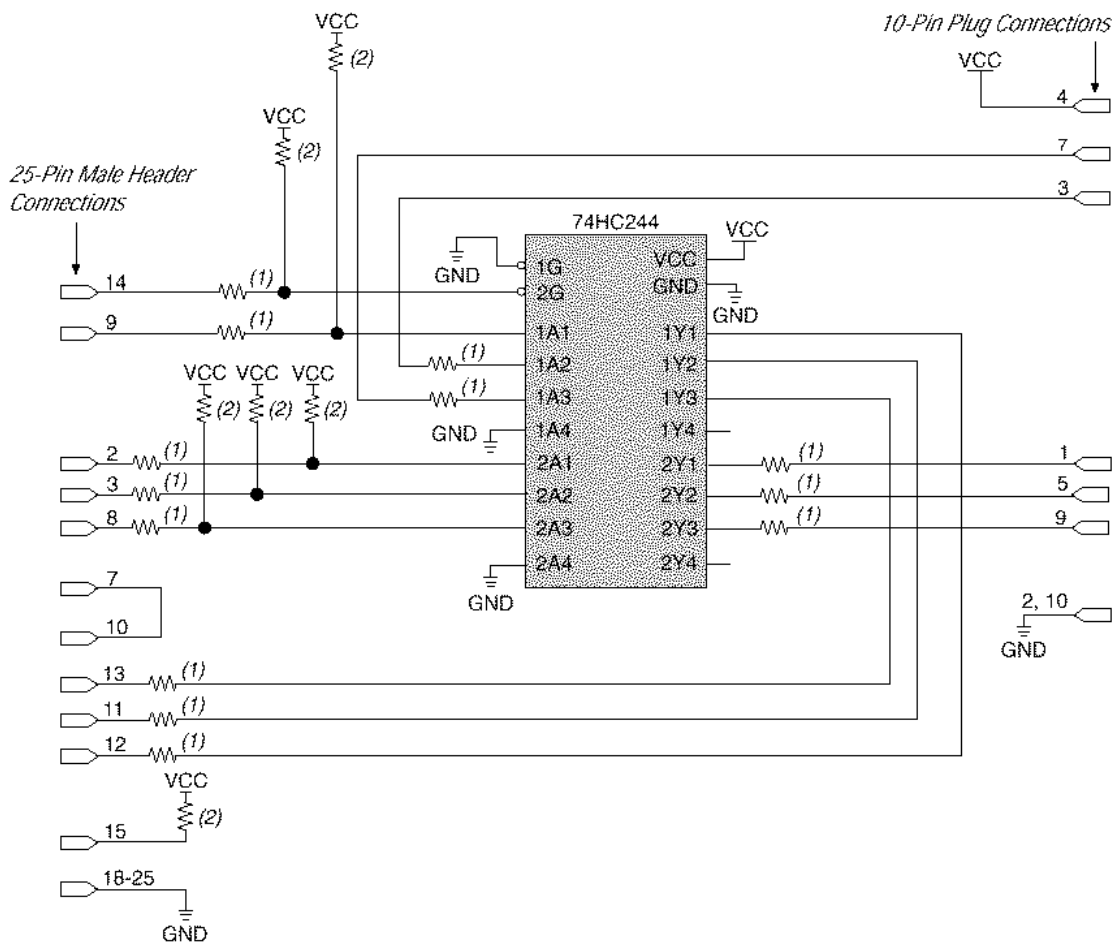 10-Pin Plug Connections
VCC
(2)
VCC
4
VCC
(2)
7
25-Pin Male Header
Connections
3
74HC244
VCC
GND
1G
VCC
14
(1)
2G
GND
GND
9
(1)
1A1
1Y1
(1)
1A2
1Y2
VCC
VCC
VCC
(1)
1A3
1Y3
(2)
(2)
(2)
GND
1A4
1Y4
2
(1)
2A1
2Y1
(1)
1
3
(1)
2A2
2Y2
(1)
5
8
(1)
2A3
2Y3
(1)
9
2A4
2Y4
GND
7
2, 10
GND
10
13
(1)
11
(1)
12
(1)
VCC
(2)
15
18-25
GND